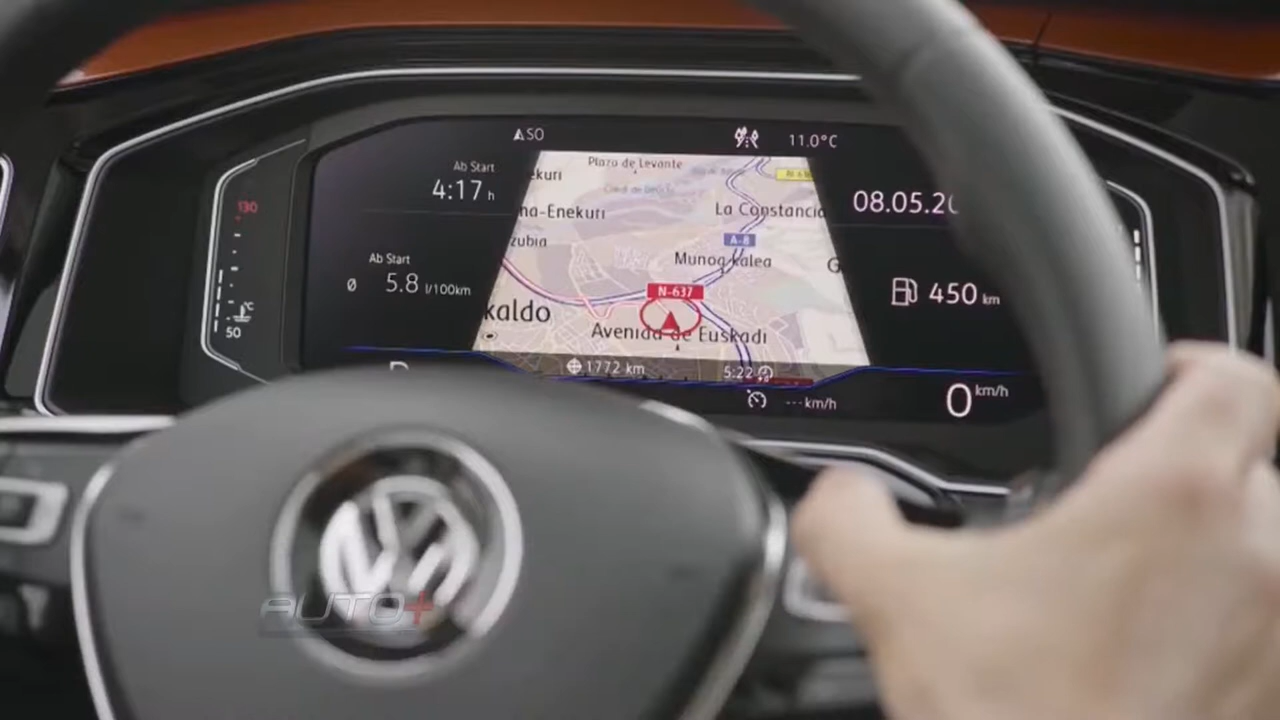 SO
11.0°C
Ab Start
4:17 h
Ab Start
Ø 5.8 l/100km
130
°C
50
Plaza de Levante
ekuri
na-Enekuri
La Constancia
zubia
A-8
Munoa kalea
G
N-637
kaldo
Avenida de Euskadi
1772 km
5:22
08.05.20
450 km
---km/h
0 km/h
AUTO+